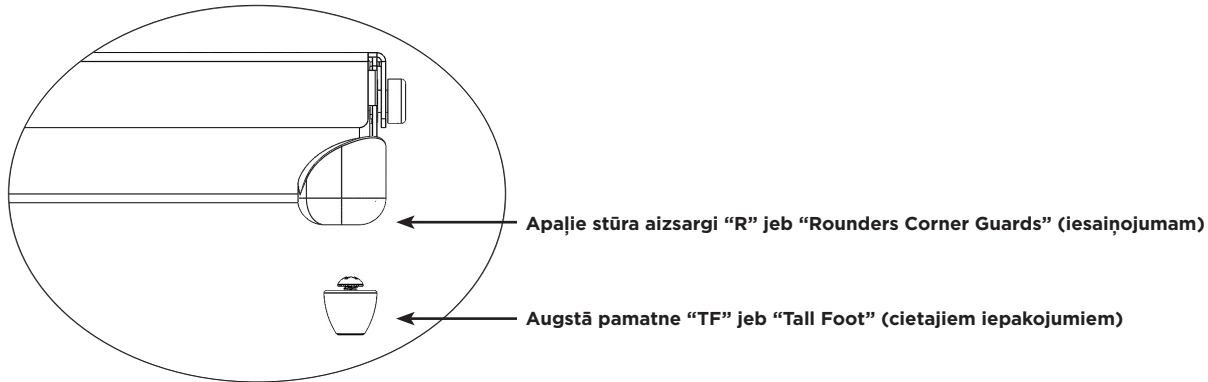 Apaļie stūra aizsargi “R” jeb “Rounders Corner Guards” (iesaiņojumam)
Augstā pamatne “TF” jeb “Tall Foot” (cietajiem iepakojumiem)